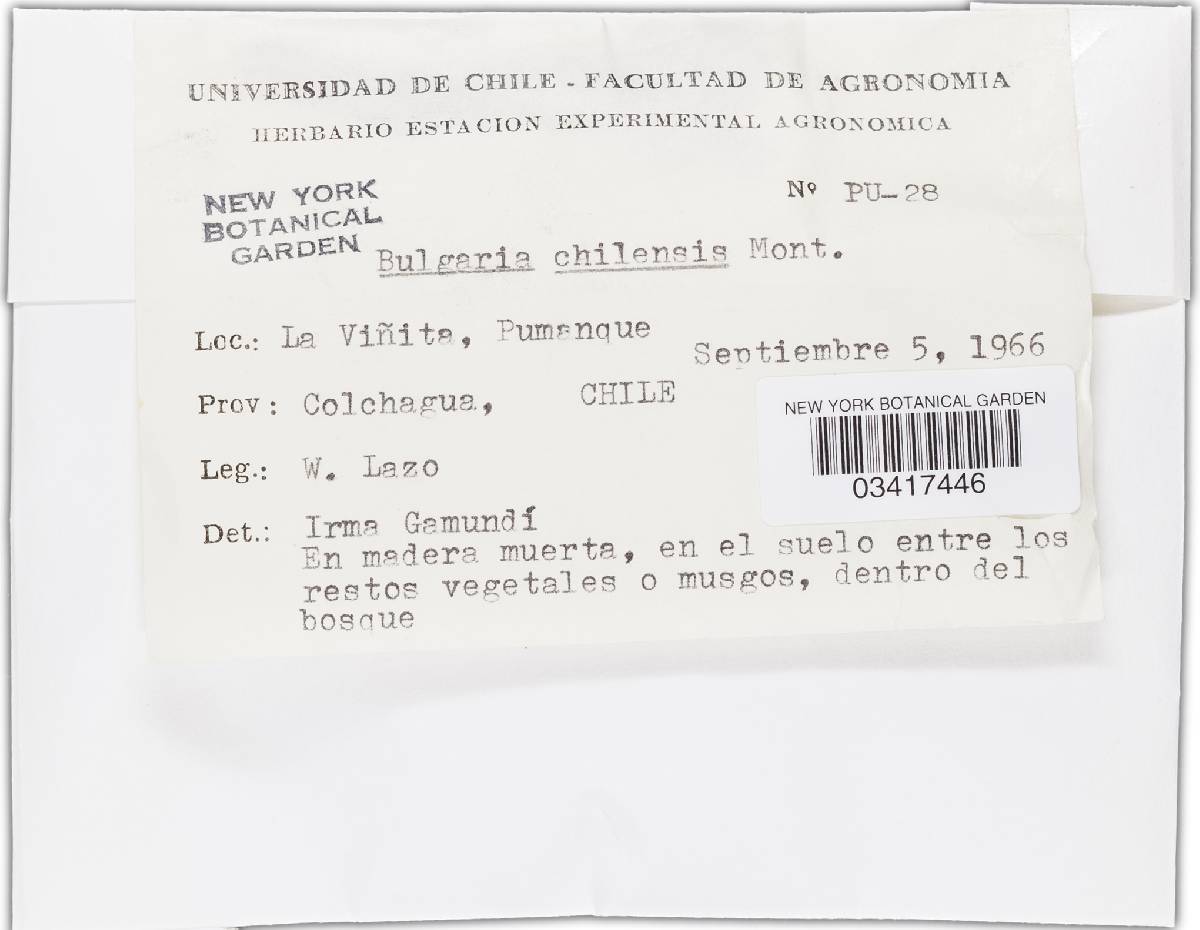 UNIVERSIDAD DE CHILE - FACULTAD DE AGRONOMIA
HERBARIO ESTACION EXPERIMENTAL AGRONOMICA
Nº PU-28
NEW YORK
BOTANICAL
GARDEN
Bulgaria chilensis Mont.
Loc.: La Viñita, Pumanque
Septiembre 5, 1966
Prov: Colchagua, CHILE
NEW YORK BOTANICAL GARDEN
03417446
Leg.: W. Lazo
Det.: Irma Gamundí
En madera muerta, en el suelo entre los
restos vegetales o musgos, dentro del
bosque